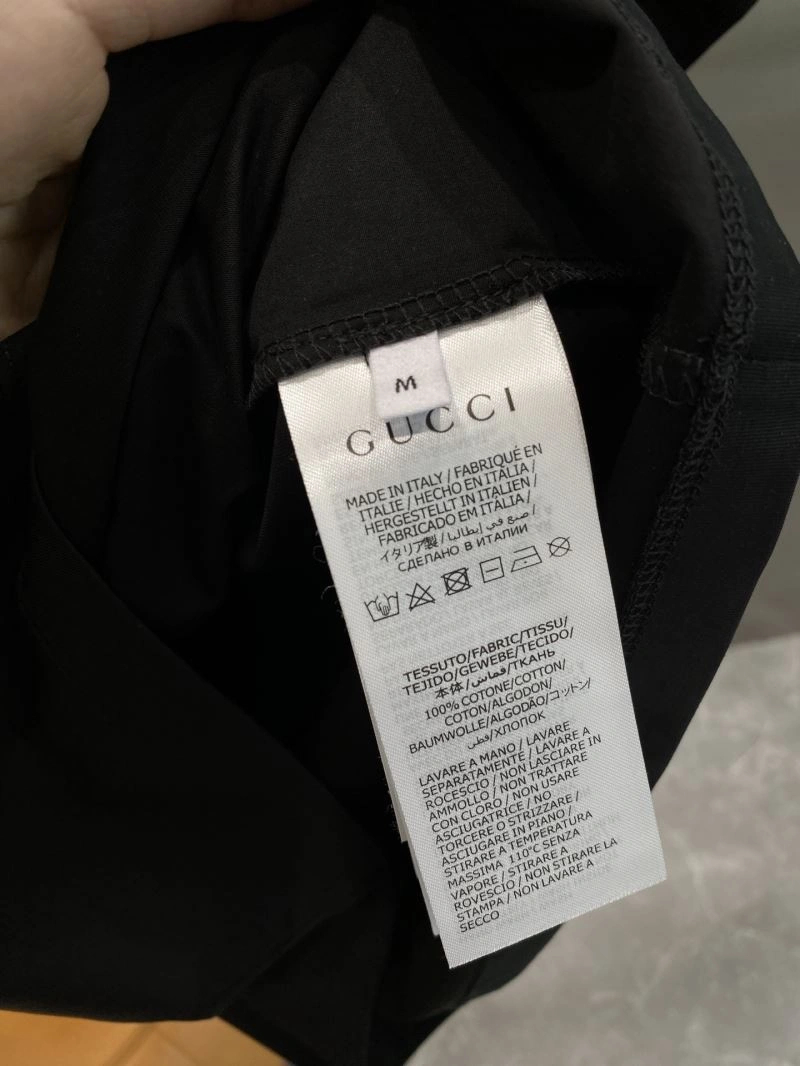 M
GUCCI
MADE IN ITALY / FABRIQUÉ EN
ITALIE / HECHO EN ITALIA /
HERGESTELLT IN ITALIEN /
FABRICADO EM ITÁLIA /
イタリア製 / صنع في إيطاليا /
СДЕЛАНО В ИТАЛИИ
TESSUTO/FABRIC/TISSU/
TEJIDO/GEWEBE/TECIDO/
本体/قماش/ТКАНЬ
100% COTONE/COTTON/
COTON/ALGODON/
BAUMWOLLE/ALGODÃO/コットン/
قطن/ХЛОПОК
LAVARE A MANO / LAVARE
SEPARATAMENTE / LAVARE A
ROCESCIO / NON LASCIARE IN
AMMOLLO / NON TRATTARE
CON CLORO / NON USARE
ASCIUGATRICE / NO
TORCERE O STRIZZARE /
ASCIUGARE IN PIANO /
STIRARE A TEMPERATURA
MASSIMA 110°C SENZA
VAPORE / STIRARE A
ROVESCIO / NON STIRARE LA
STAMPA / NON LAVARE A
SECCO